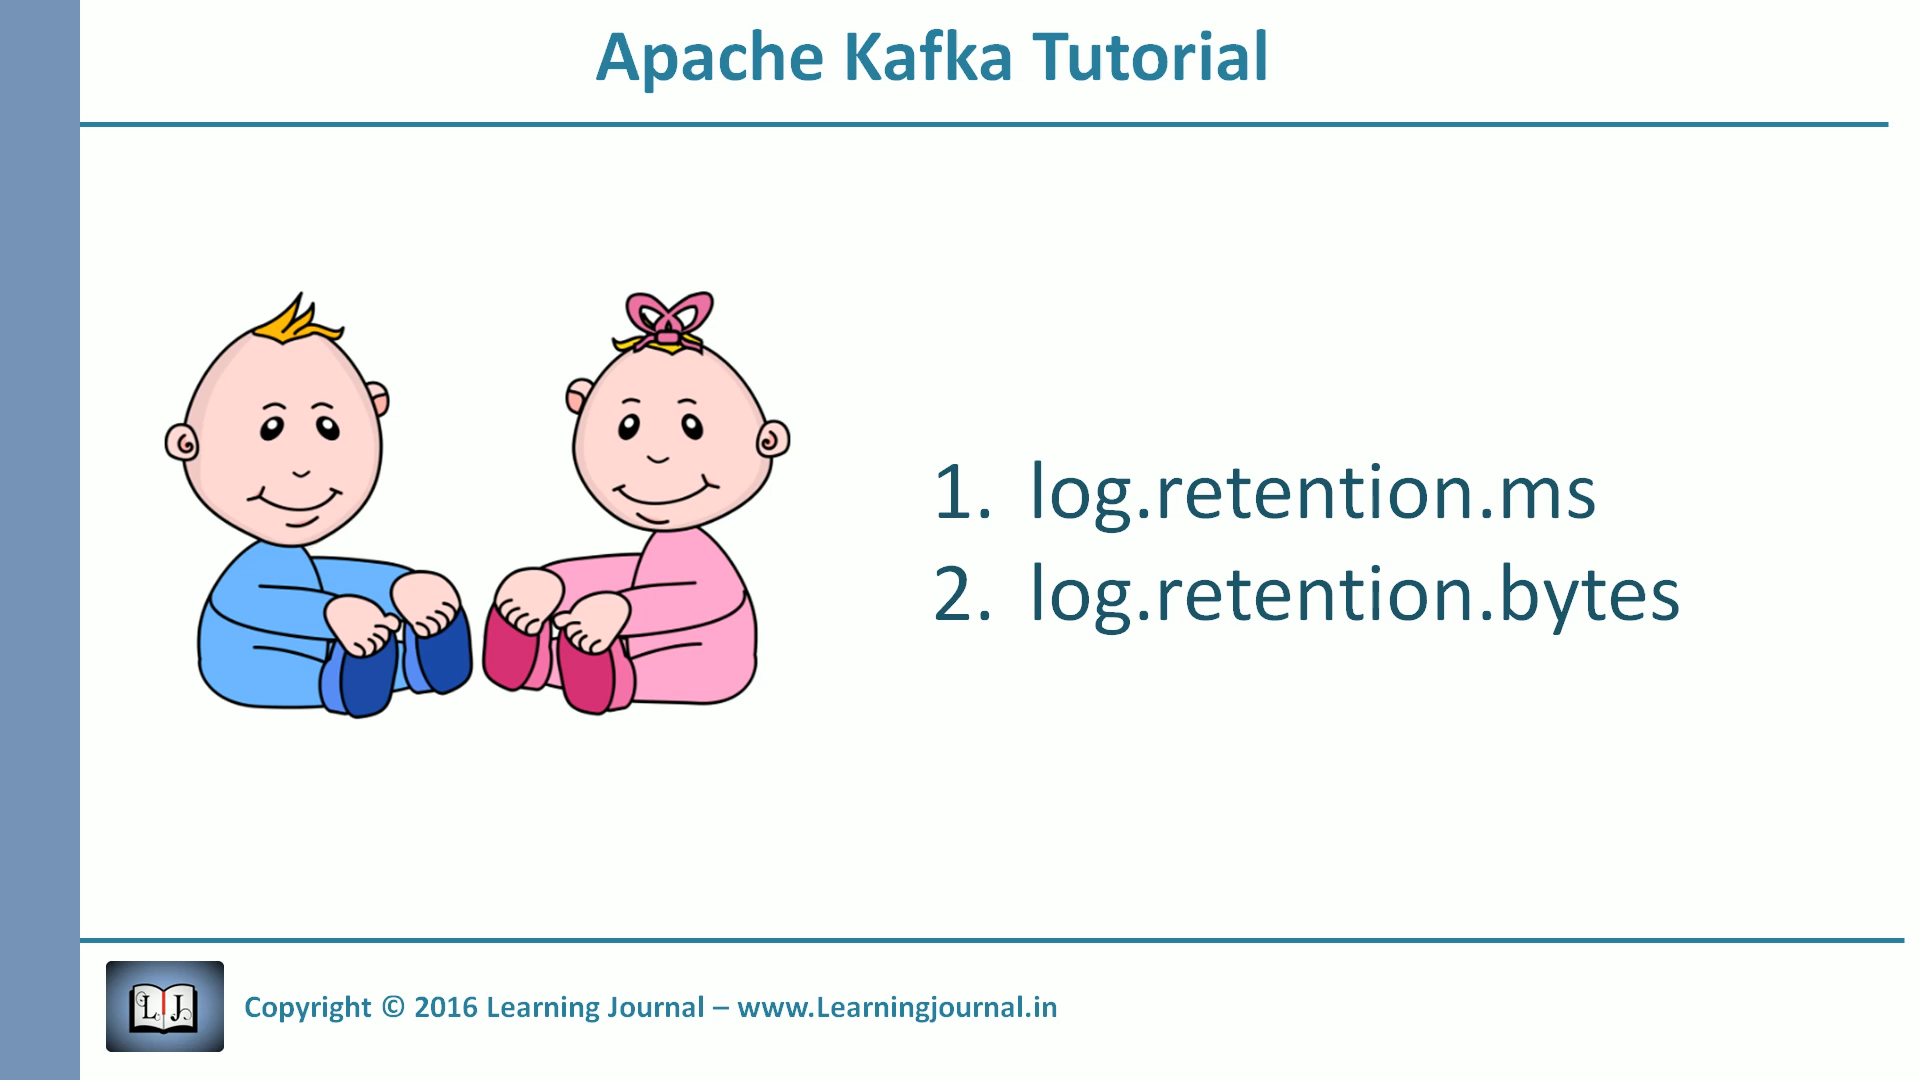 Apache Kafka Tutorial
1. log.retention.ms
2. log.retention.bytes
L J
Copyright © 2016 Learning Journal – www.Learningjournal.in